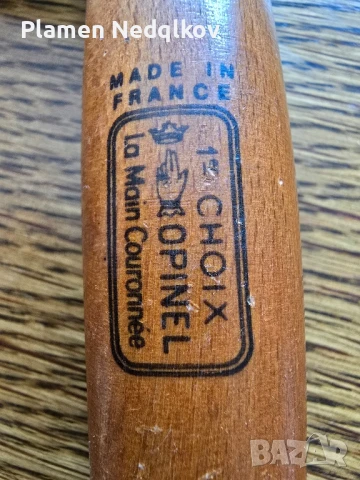 Plamen Nedqlkov
MADE IN
FRANCE
1er CHOIX
OPINEL
La Main Couronnée
BAZAR